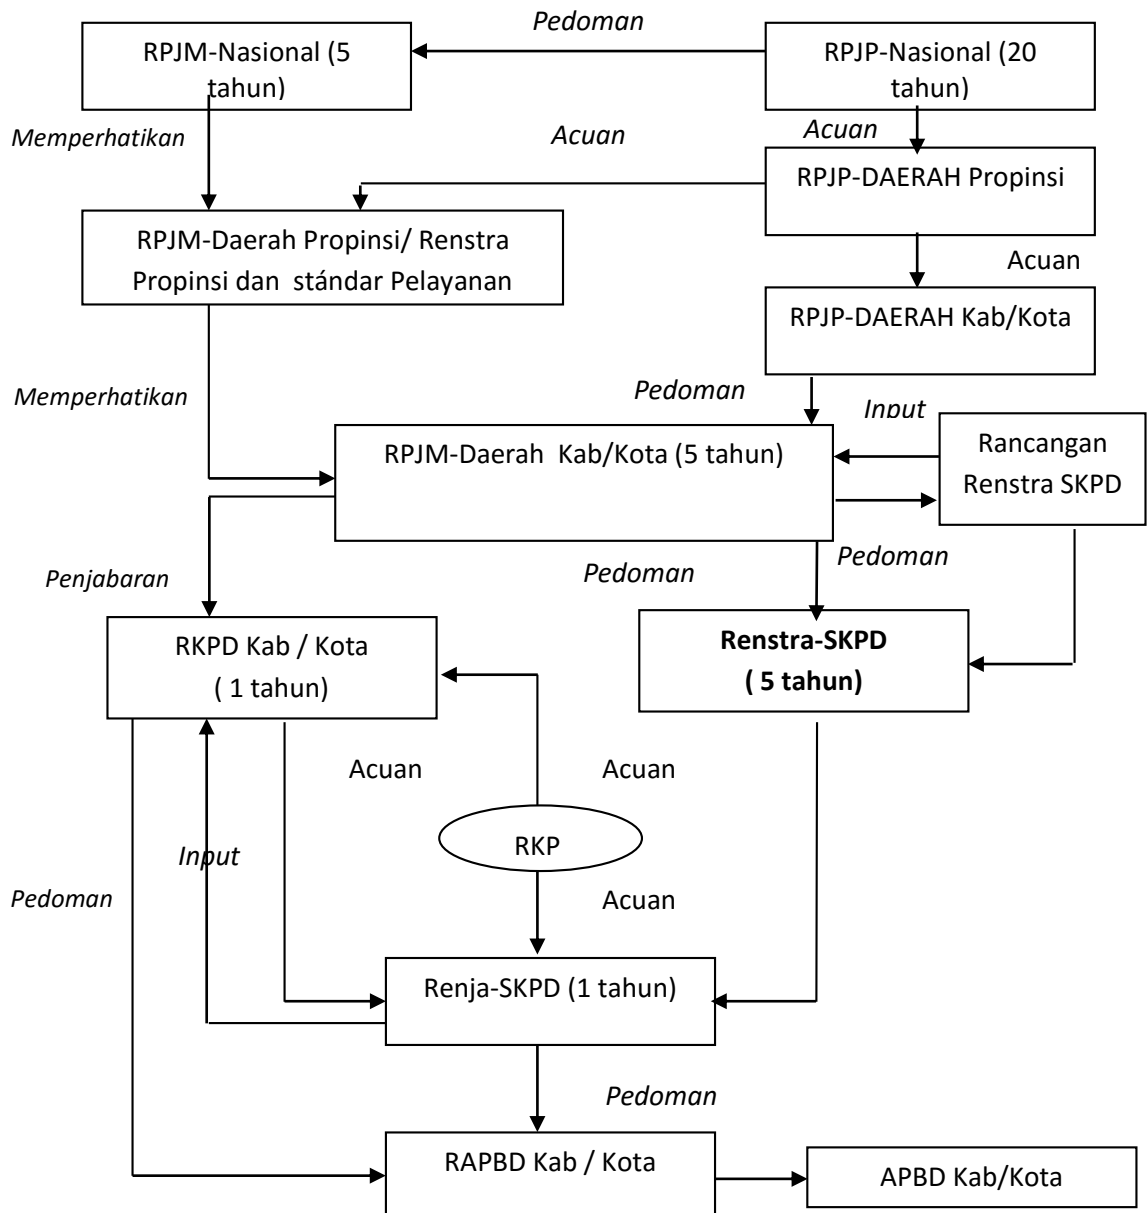 Pedoman
RPJM-Nasional (5
tahun)
RPJP-Nasional (20
tahun)
Memperhatikan
Acuan
Acuan
RPJP-DAERAH Propinsi
RPJM-Daerah Propinsi/ Renstra
Propinsi dan stándar Pelayanan
Acuan
RPJP-DAERAH Kab/Kota
Memperhatikan
Pedoman
Input
RPJM-Daerah Kab/Kota (5 tahun)
Rancangan
Renstra SKPD
Penjabaran
Pedoman
Pedoman
RKPD Kab / Kota
( 1 tahun)
Renstra-SKPD
( 5 tahun)
Acuan
Acuan
RKP
Input
Pedoman
Acuan
Renja-SKPD (1 tahun)
Pedoman
RAPBD Kab / Kota
APBD Kab/Kota